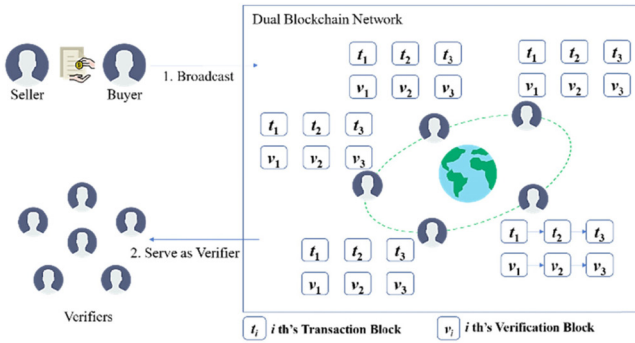 Dual Blockchain Network
t1 t2 t3
v1 v2 v3
t1 t2 t3
v1 v2 v3
Seller
Buyer
1. Broadcast
t1 t2 t3
v1 v2 v3
t1 t2 t3
v1 v2 v3
t1 t2 t3
v1 v2 v3
2. Serve as Verifier
Verifiers
ti i th's Transaction Block
vi i th's Verification Block